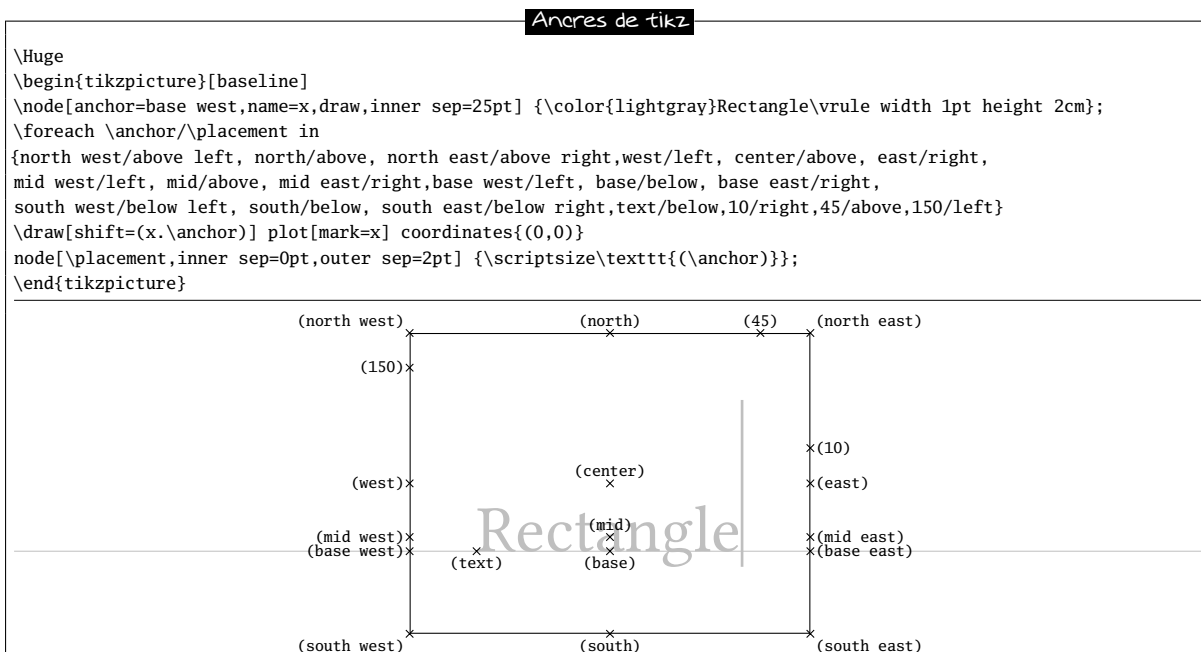 Ancres de tikz
\Huge
\begin{tikzpicture}[baseline]
\node[anchor=base west,name=x,draw,inner sep=25pt] {\color{lightgray}Rectangle\vrule width 1pt height 2cm};
\foreach \anchor/\placement in
{north west/above left, north/above, north east/above right,west/left, center/above, east/right,
mid west/left, mid/above, mid east/right,base west/left, base/below, base east/right,
south west/below left, south/below, south east/below right,text/below,10/right,45/above,150/left}
\draw[shift=(x.\anchor)] plot[mark=x] coordinates{(0,0)}
node[\placement,inner sep=0pt,outer sep=2pt] {\scriptsize\texttt{(\anchor)}};
\end{tikzpicture}
(north west) (north) (45) (north east)
(150)
(10)
(center)
(west) (east)
Rectangle
(mid)
(mid west) (mid east)
(base west) (base east)
(text) (base)
(south west) (south) (south east)